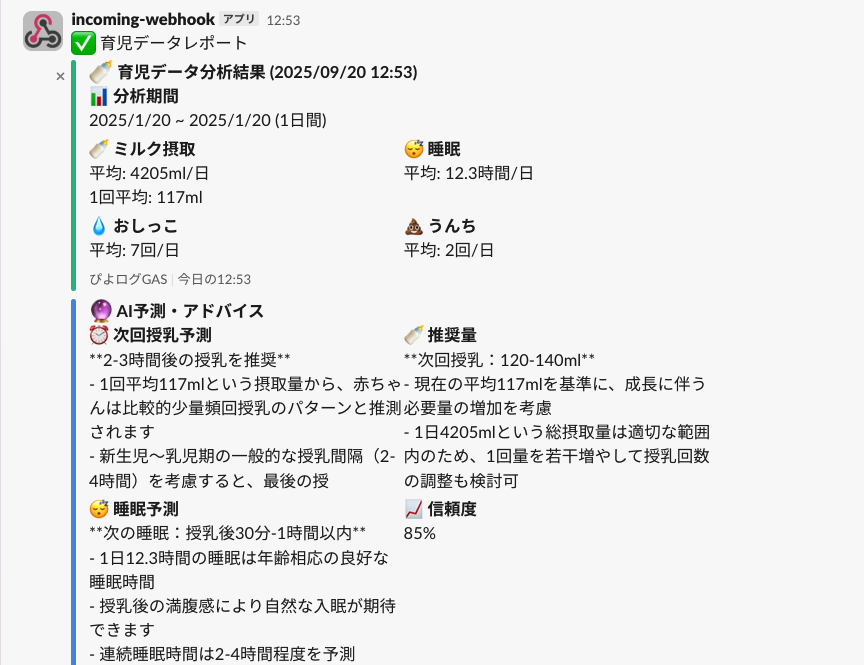 incoming-webhook アプリ 12:53
✅ 育児データレポート
×
🍼 育児データ分析結果 (2025/09/20 12:53)
📊 分析期間
2025/1/20 ~ 2025/1/20 (1日間)
🍼 ミルク摂取
平均: 4205ml/日
1回平均: 117ml
😴 睡眠
平均: 12.3時間/日
💧 おしっこ
平均: 7回/日
💩 うんち
平均: 2回/日
ぴよログGAS | 今日の12:53
🔮 AI予測・アドバイス
⏰ 次回授乳予測
**2-3時間後の授乳を推奨**
- 1回平均117mlという摂取量から、赤ちゃ
んは比較的少量頻回授乳のパターンと推測
されます
- 新生児〜乳児期の一般的な授乳間隔（2-
4時間）を考慮すると、最後の授
🍼 推奨量
**次回授乳：120-140ml**
- 現在の平均117mlを基準に、成長に伴う
必要量の増加を考慮
- 1日4205mlという総摂取量は適切な範囲
内のため、1回量を若干増やして授乳回数
の調整も検討可
😴 睡眠予測
**次の睡眠：授乳後30分-1時間以内**
- 1日12.3時間の睡眠は年齢相応の良好な
睡眠時間
- 授乳後の満腹感により自然な入眠が期待
できます
- 連続睡眠時間は2-4時間程度を予測
📈 信頼度
85%